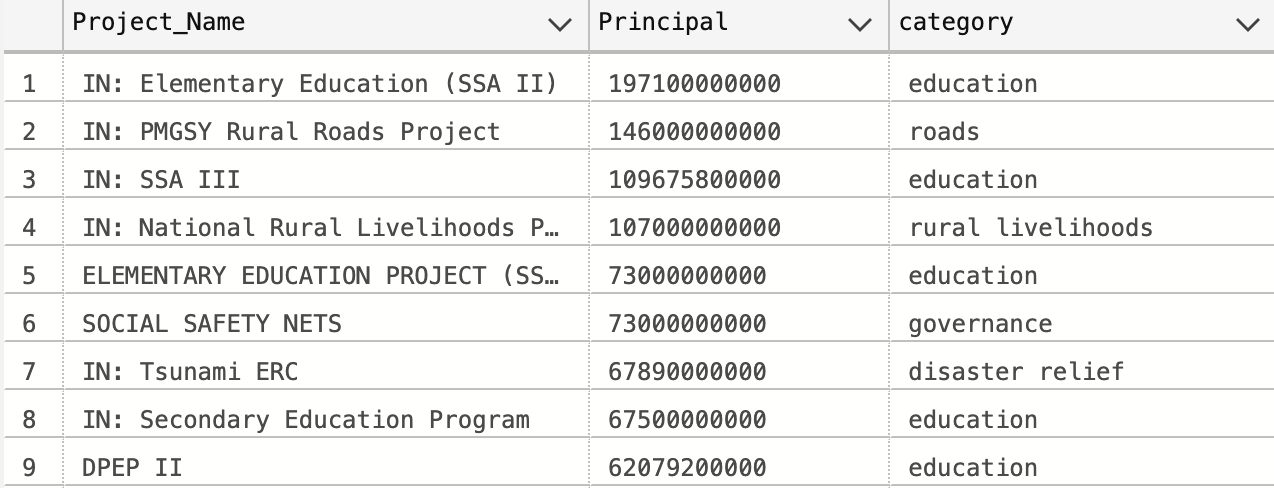 Project_Name Principal category
1 IN: Elementary Education (SSA II) 197100000000 education
2 IN: PMGSY Rural Roads Project 146000000000 roads
3 IN: SSA III 109675800000 education
4 IN: National Rural Livelihoods P… 107000000000 rural livelihoods
5 ELEMENTARY EDUCATION PROJECT (SS… 73000000000 education
6 SOCIAL SAFETY NETS 73000000000 governance
7 IN: Tsunami ERC 67890000000 disaster relief
8 IN: Secondary Education Program 67500000000 education
9 DPEP II 62079200000 education